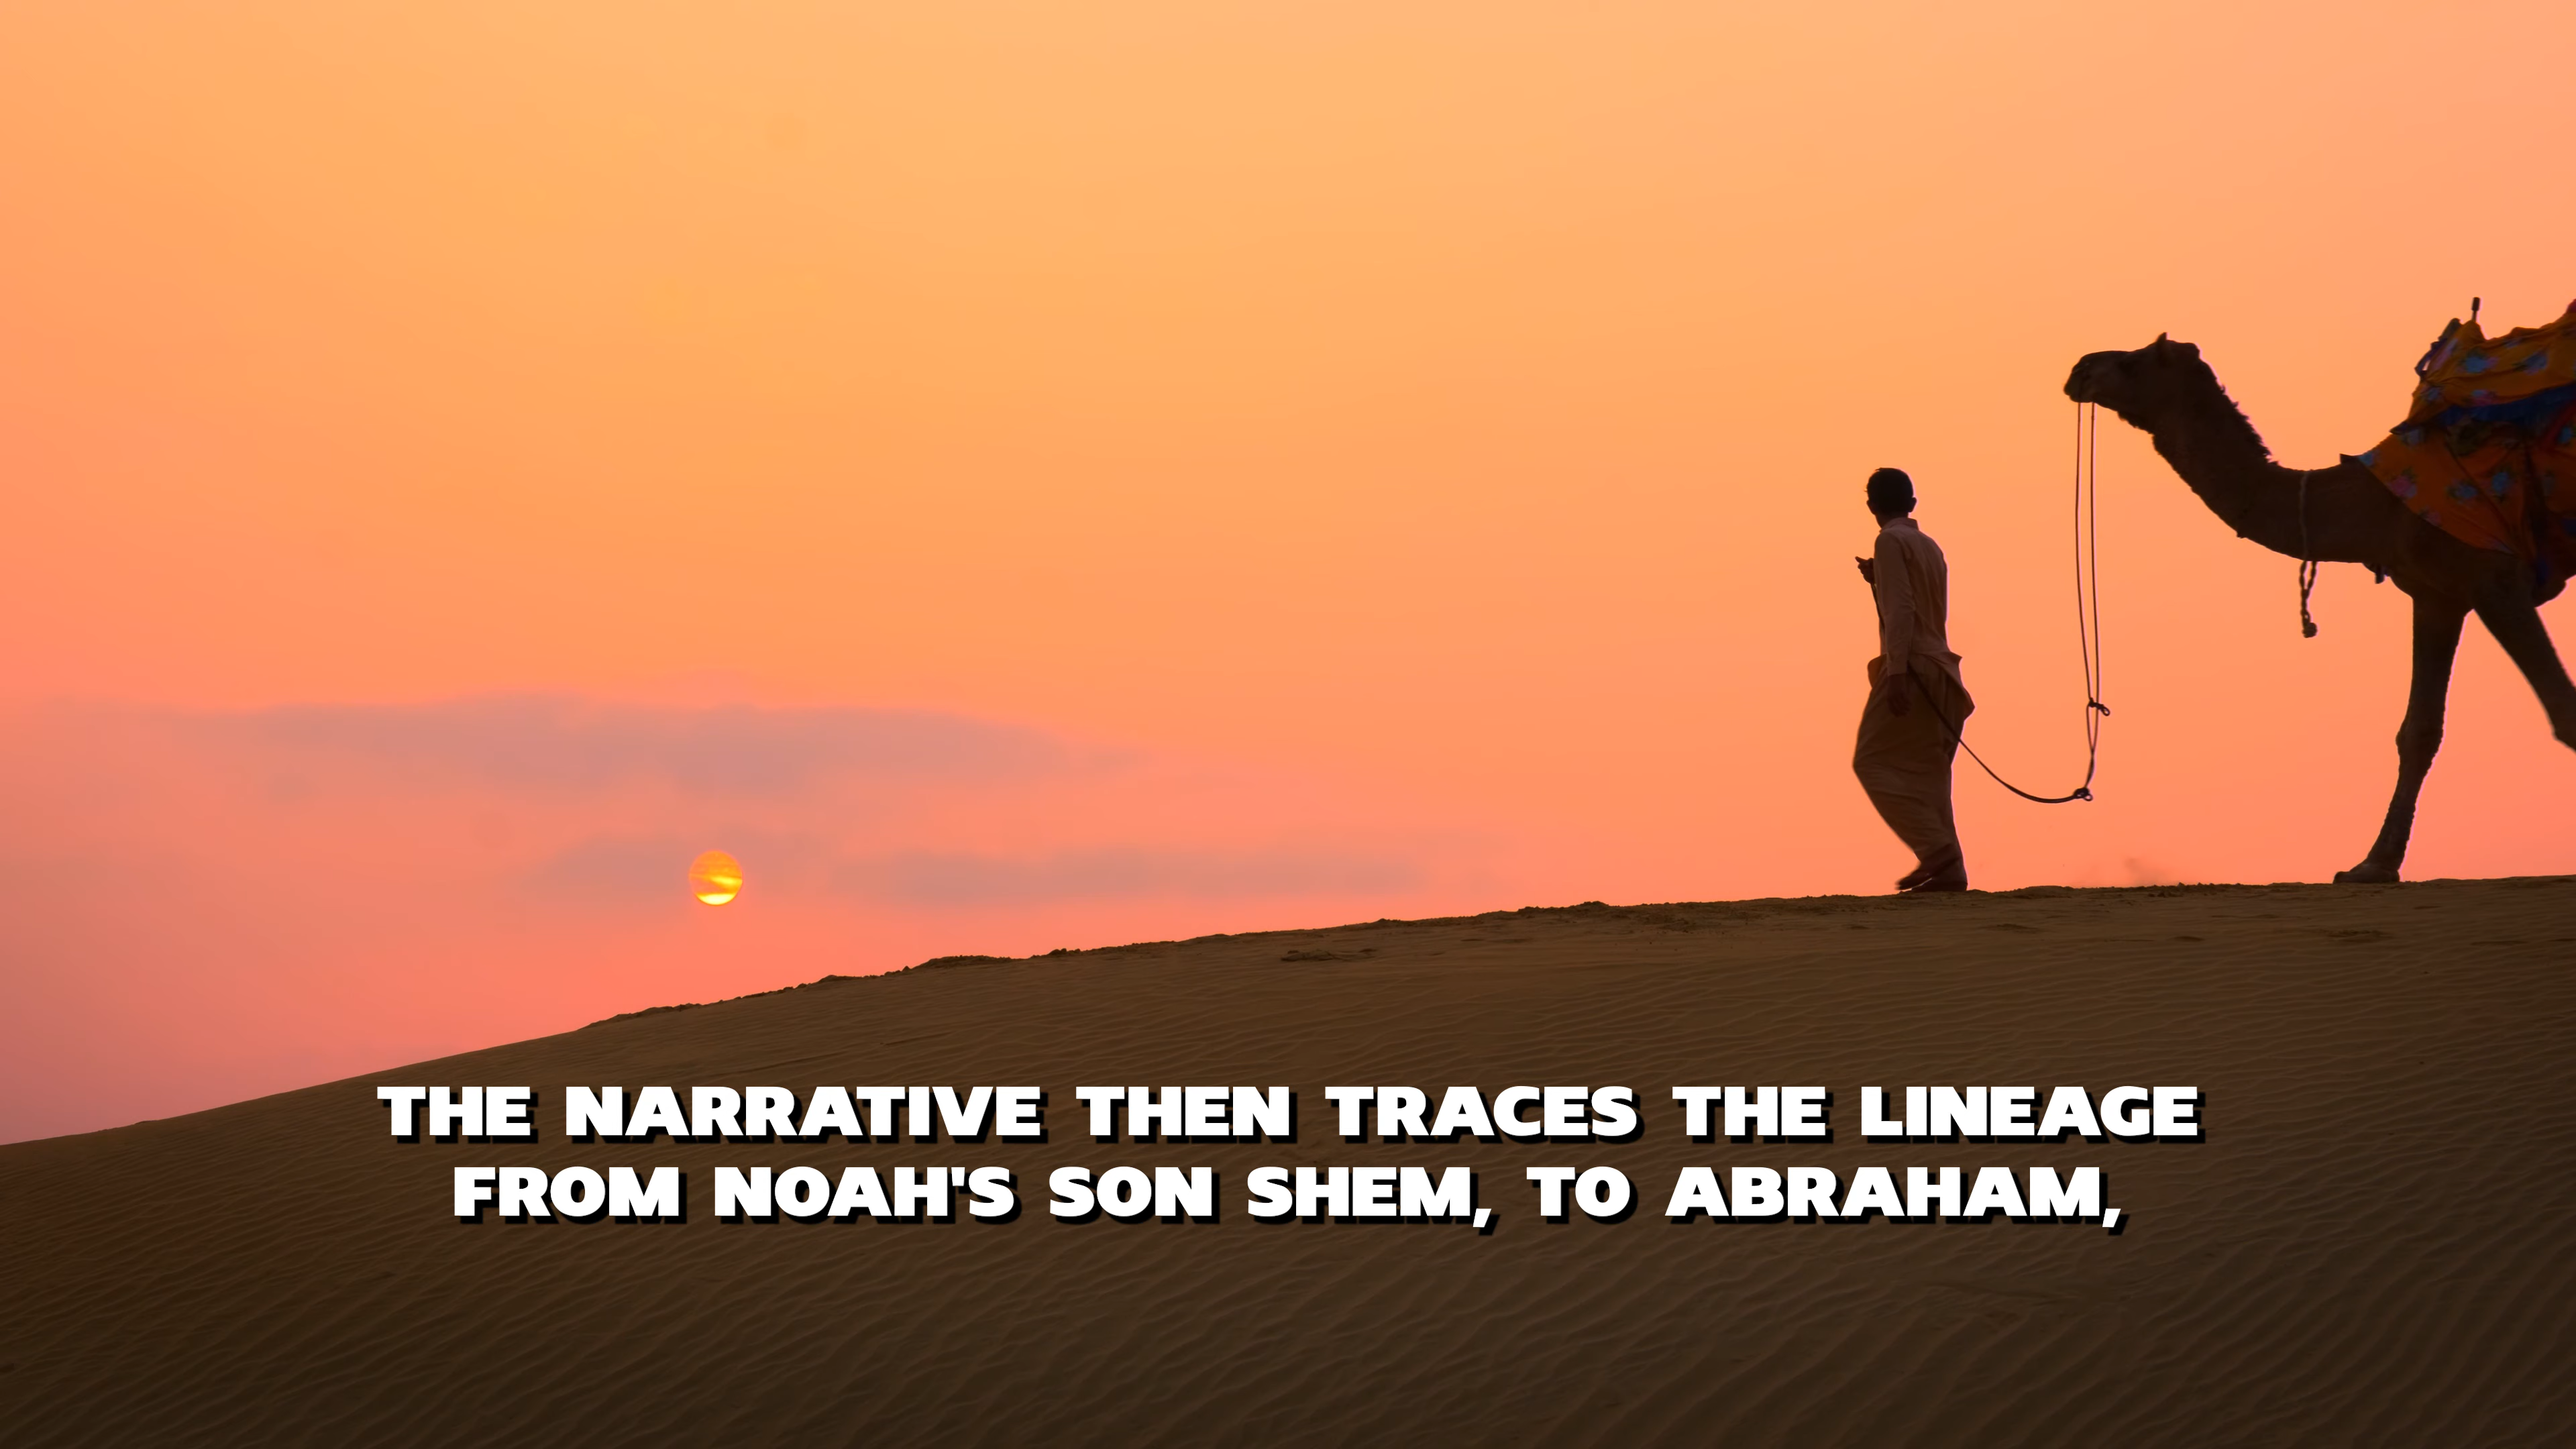 THE NARRATIVE THEN TRACES THE LINEAGE
FROM NOAH'S SON SHEM, TO ABRAHAM,